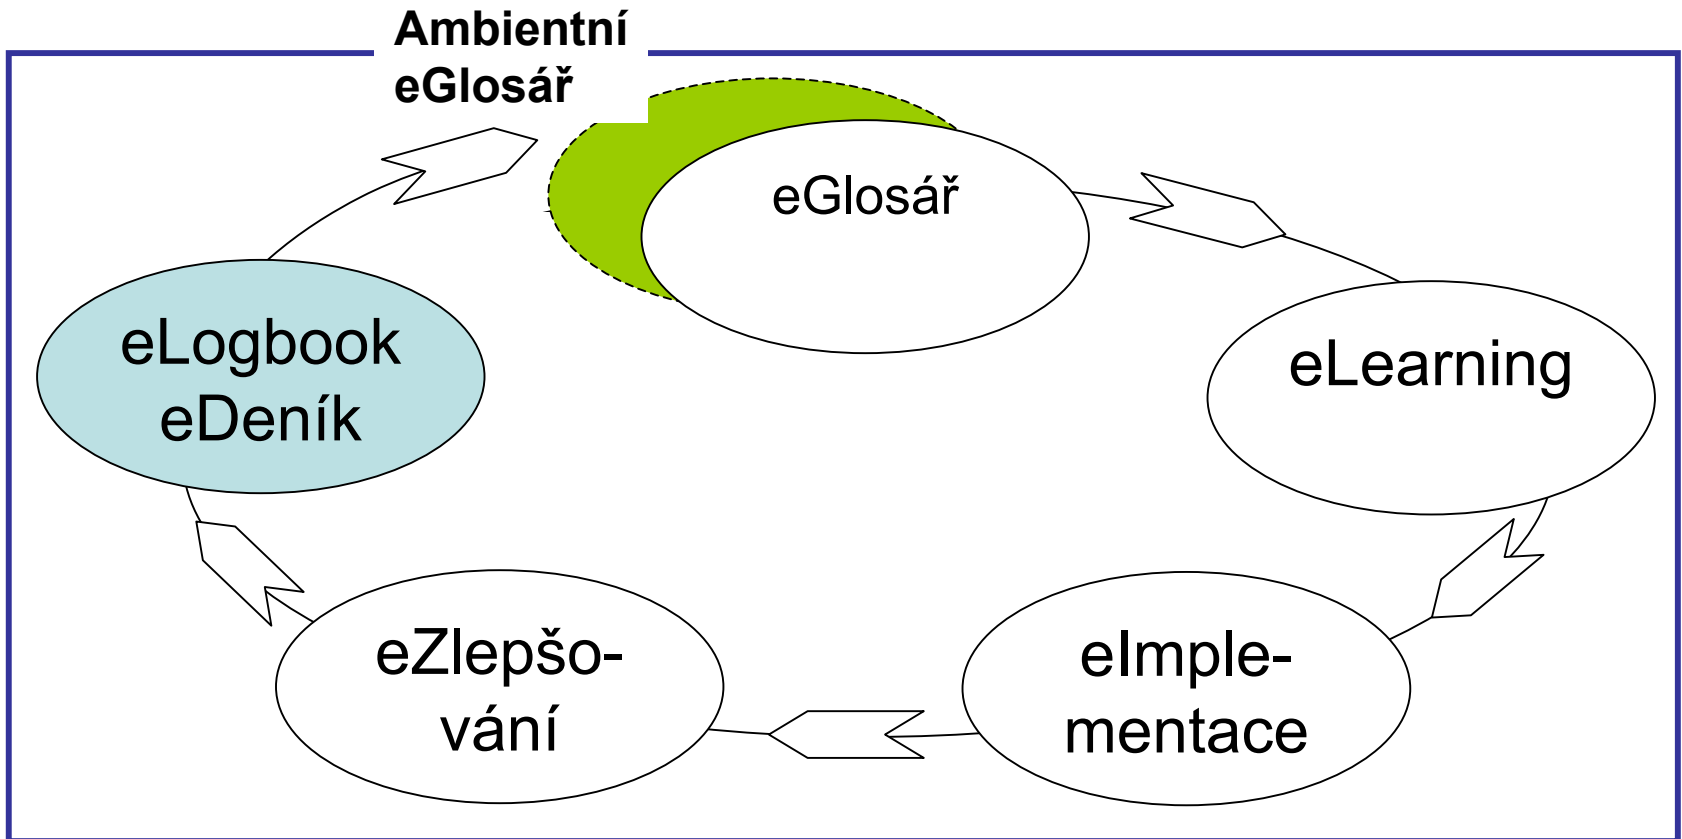 Ambientní
eGlosář
eGlosář
eLogbook
eDeník
eLearning
eZlepšo-
vání
eImple-
mentace